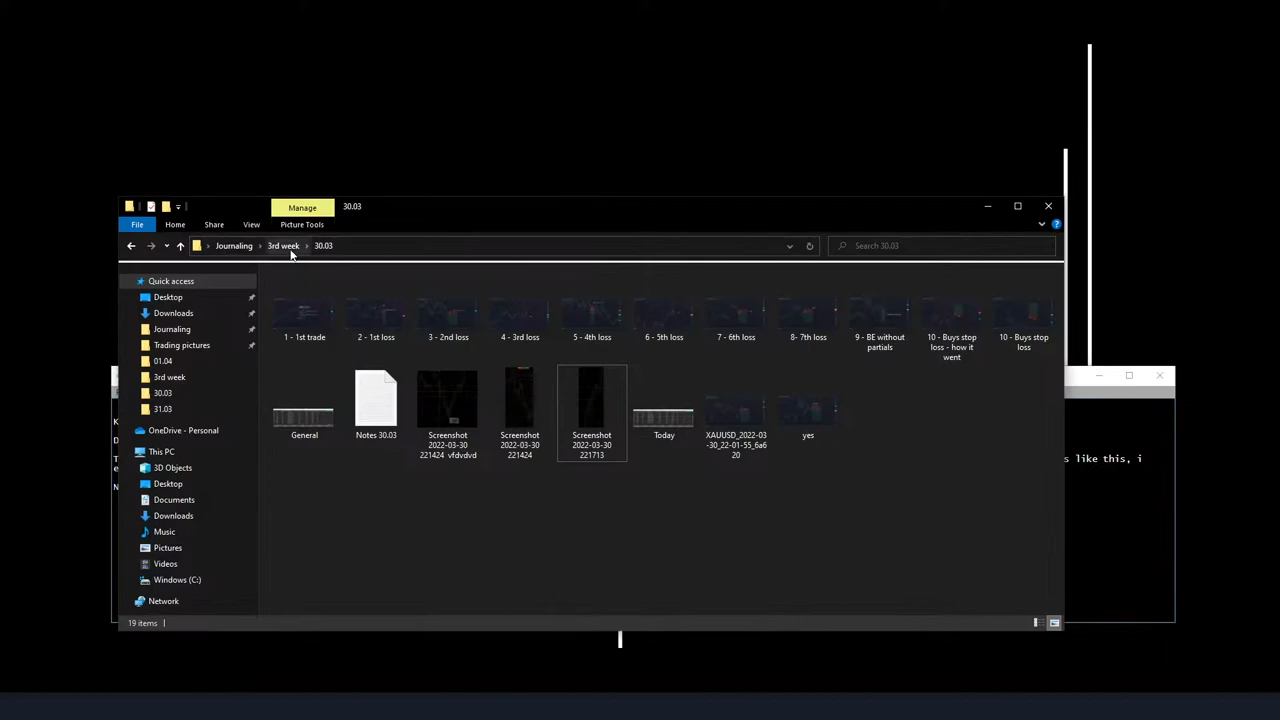 Manage
30.03
File
Home
Share
View
Picture Tools
Journaling
3rd week
30.03
Search 30.03
Quick access
Desktop
Downloads
Journaling
Trading pictures
01.04
3rd week
30.03
31.03
OneDrive - Personal
This PC
3D Objects
Desktop
Documents
Downloads
Music
Pictures
Videos
Windows (C:)
Network
1 - 1st trade
2 - 1st loss
3 - 2nd loss
4 - 3rd loss
5 - 4th loss
6 - 5th loss
7 - 6th loss
8- 7th loss
9 - BE without
partials
10 - Buys stop
loss - how it
went
10 - Buys stop
loss
General
Notes 30.03
Screenshot
2022-03-30
221424 vfdvdvd
Screenshot
2022-03-30
221424
Screenshot
2022-03-30
221713
Today
XAUUSD_2022-03
-30_22-01-55_6a6
20
yes
s like this, i
19 items